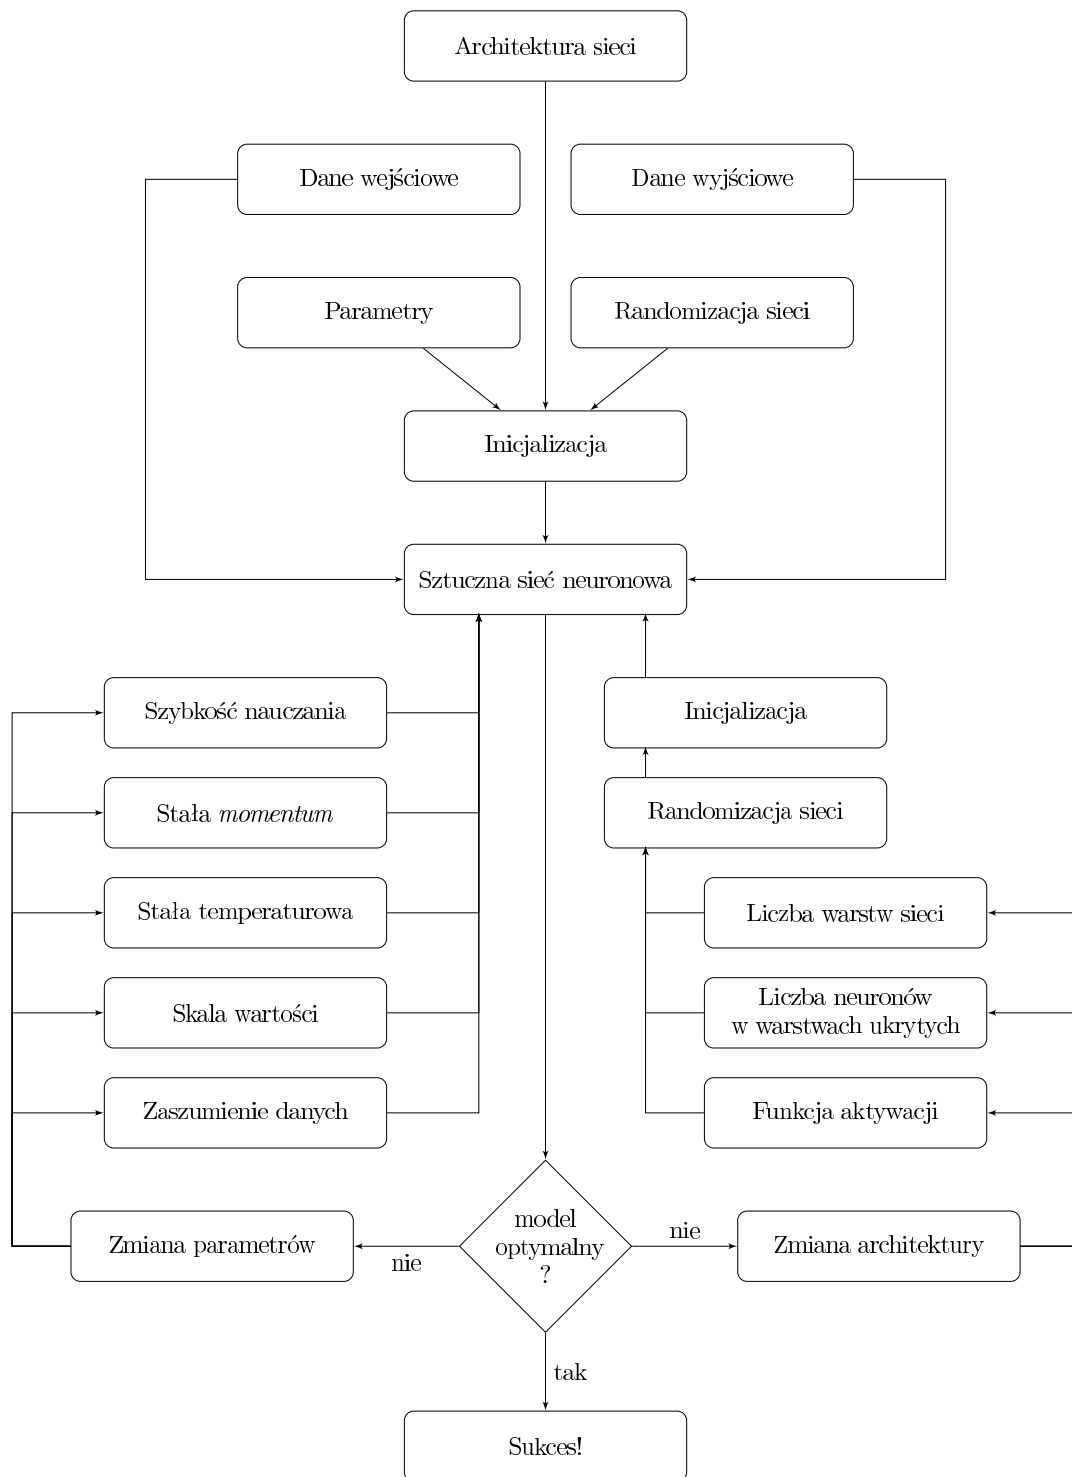 Architektura sieci
Dane wejściowe
Dane wyjściowe
Parametry
Randomizacja sieci
Inicjalizacja
Sztuczna sieć neuronowa
Szybkość nauczania
Inicjalizacja
Stała momentum
Randomizacja sieci
Stała temperaturowa
Liczba warstw sieci
Skala wartości
Liczba neuronów
w warstwach ukrytych
Zaszumienie danych
Funkcja aktywacji
Zmiana parametrów
nie
model
optymalny
?
nie
Zmiana architektury
tak
Sukces!